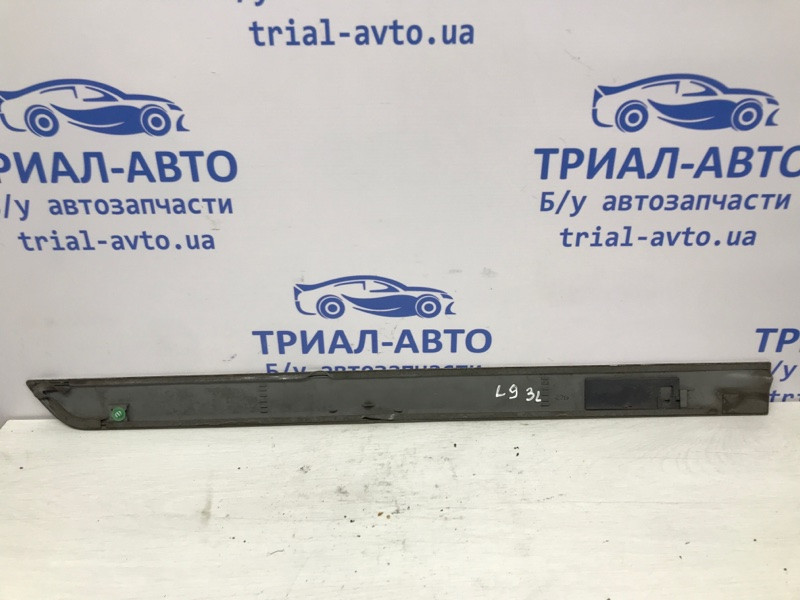 trial-avto.ua
ТРИАЛ-АВТО
Б/у автозапчасти
trial-avto.ua
ТРИАЛ-АВТО
Б/у автозапчасти
trial-avto.ua
ТРИАЛ-АВТО
Б/у автозапчасти
L9 3L